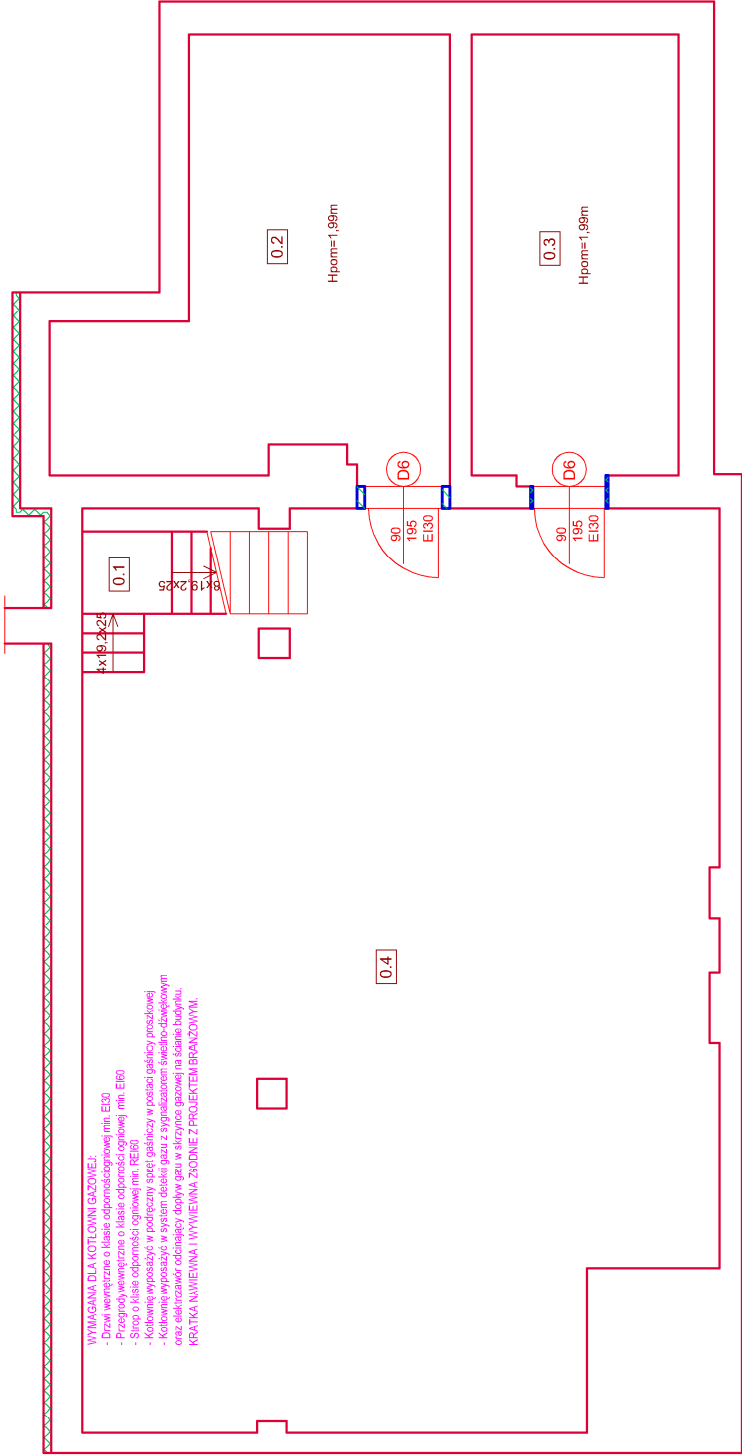 WYMAGANA DLA KOTŁOWNI GAZOWEJ:
- Drzwi wewnętrzne o klasie odpornościogniowej min. EI30
- Przegrodywewnętrzne o klasie odporności ogniowej min. EI60
- Strop o klasie odporności ogniowej min. REI60
- Kotłownię wyposażyć w podręczny sprzęt gaśniczy w postaci gaśnicy proszkowej
- Kotłownię wyposażyć w system detekcji gazu z sygnalizatorem świetlno-dźwiękowym
oraz elektrzawór odcinający dopływ gazu w skrzynce gazowej na ścianie budynku.
KRATKA NAWIEWNA I WYWIEWNA ZGODNIE Z PROJEKTEM BRANŻOWYM.
4x19,2x25
0.1
8x19,2x25
0.2
Hpom=1,99m
0.4
90
195
EI30
D6
0.3
Hpom=1,99m
90
195
EI30
D6